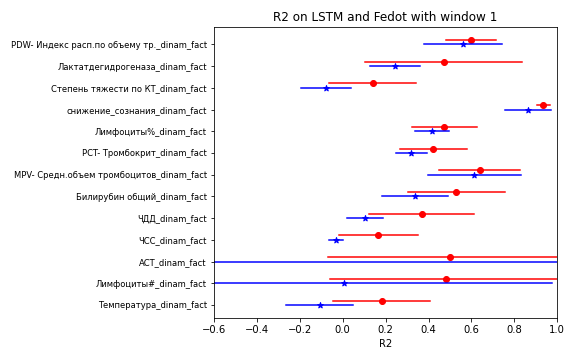 R2 on LSTM and Fedot with window 1
PDW- Индекс расп.по объему тр._dinam_fact
Лактатдегидрогеназа_dinam_fact
Степень тяжести по КТ_dinam_fact
снижение_сознания_dinam_fact
Лимфоциты%_dinam_fact
PCT- Тромбокрит_dinam_fact
MPV- Средн.объем тромбоцитов_dinam_fact
Билирубин общий_dinam_fact
ЧДД_dinam_fact
ЧСС_dinam_fact
АСТ_dinam_fact
Лимфоциты#_dinam_fact
Температура_dinam_fact
−0.6 −0.4 −0.2 0.0 0.2 0.4 0.6 0.8 1.0
R2